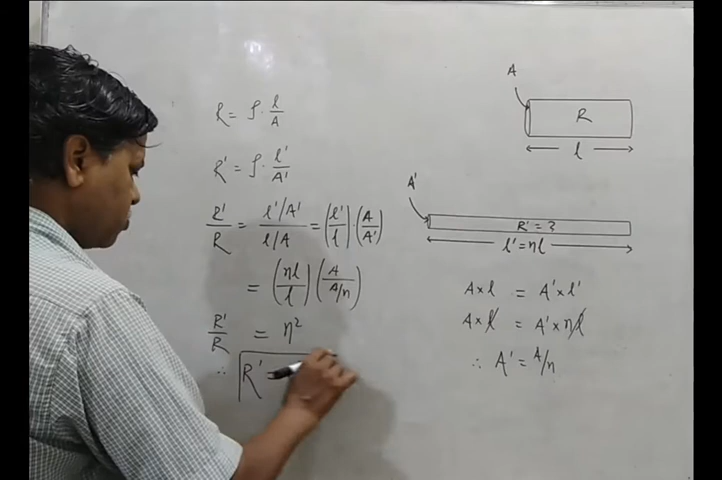 R = ρ · l/A
R' = ρ · l'/A'
R'/R = (l'/A')/(l/A) = (l'/l) · (A/A')
= (nl/l) (A/(A/n))
R'/R = n²
∴ R' =
A
R
l
A'
R' = ?
l' = nl
A × l = A' × l'
A × l = A' × nl
∴ A' = A/n